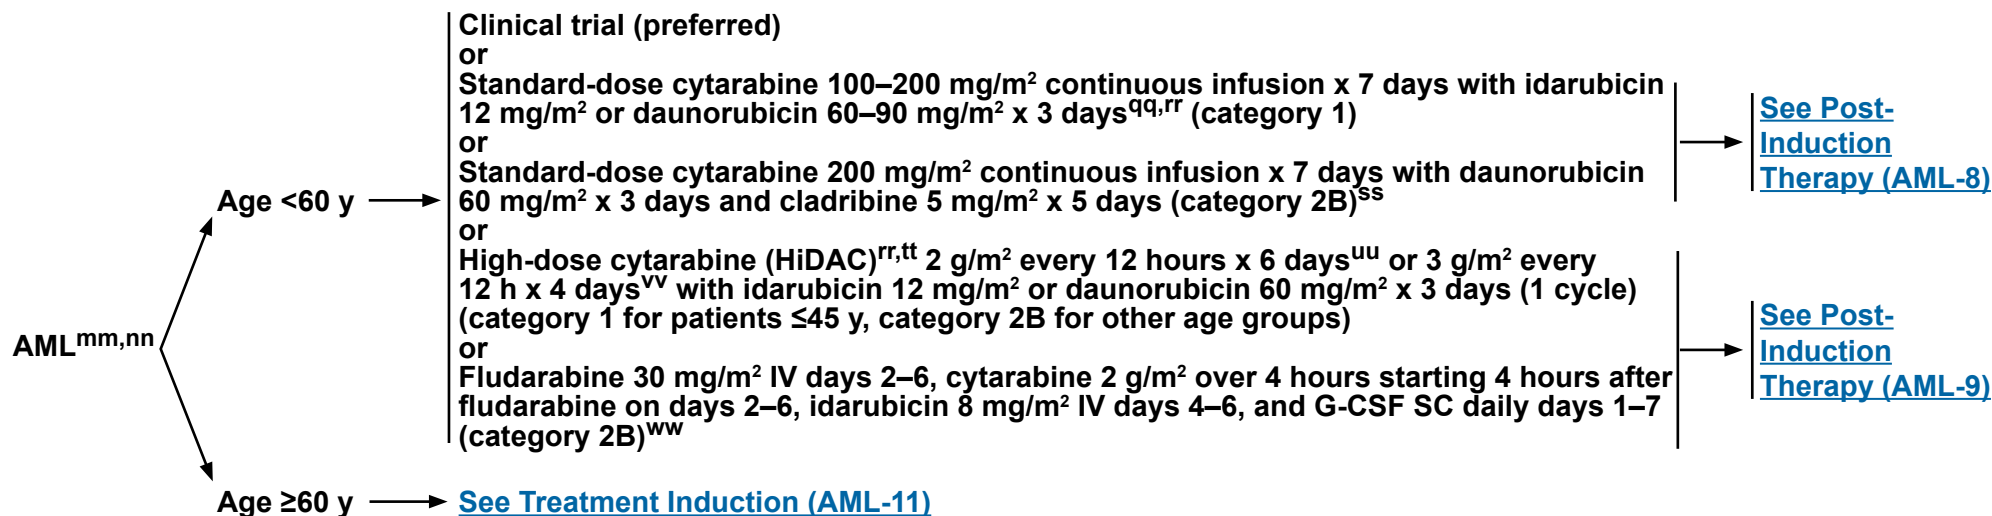 Clinical trial (preferred)
or
Standard-dose cytarabine 100–200 mg/m² continuous infusion x 7 days with idarubicin
12 mg/m² or daunorubicin 60–90 mg/m² x 3 days^qq,rr (category 1)
or
Standard-dose cytarabine 200 mg/m² continuous infusion x 7 days with daunorubicin
60 mg/m² x 3 days and cladribine 5 mg/m² x 5 days (category 2B)^ss
or
High-dose cytarabine (HiDAC)^rr,tt 2 g/m² every 12 hours x 6 days^uu or 3 g/m² every
12 h x 4 days^vv with idarubicin 12 mg/m² or daunorubicin 60 mg/m² x 3 days (1 cycle)
(category 1 for patients ≤45 y, category 2B for other age groups)
or
Fludarabine 30 mg/m² IV days 2–6, cytarabine 2 g/m² over 4 hours starting 4 hours after
fludarabine on days 2–6, idarubicin 8 mg/m² IV days 4–6, and G-CSF SC daily days 1–7
(category 2B)^ww
See Post-
Induction
Therapy (AML-8)
See Post-
Induction
Therapy (AML-9)
Age <60 y
AML^mm,nn
Age ≥60 y
See Treatment Induction (AML-11)